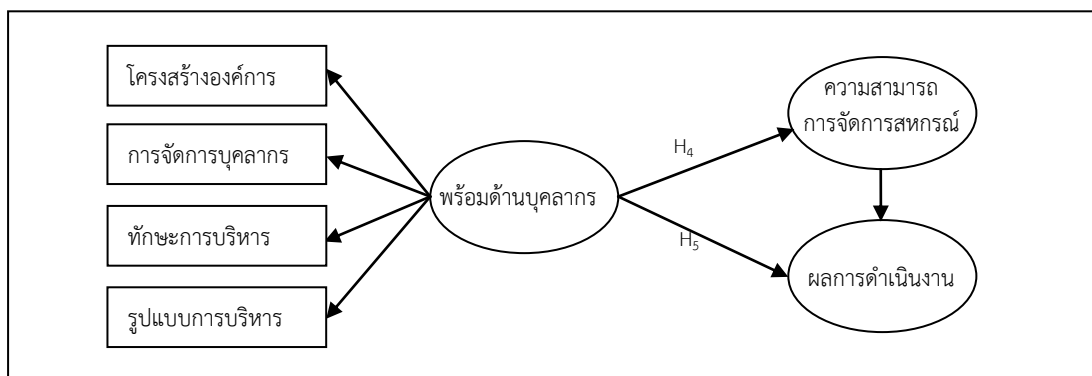 โครงสร้างองค์การ
การจัดการบุคลากร
ทักษะการบริหาร
รูปแบบการบริหาร
พร้อมด้านบุคลากร
H4
H5
ความสามารถ
การจัดการสหกรณ์
ผลการดำเนินงาน